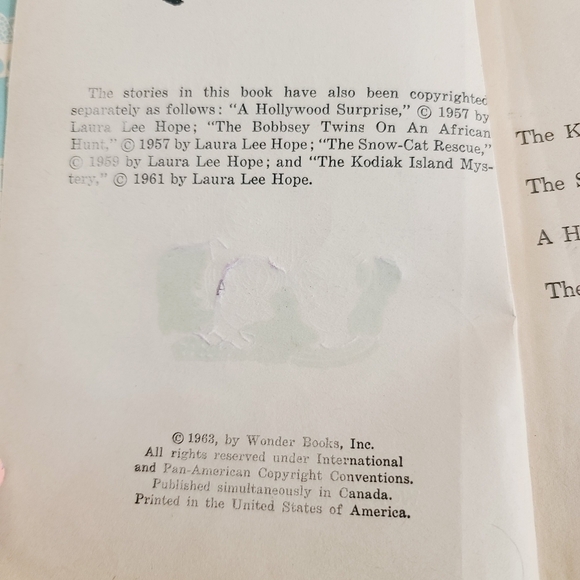 The stories in this book have also been copyrighted
separately as follows: “A Hollywood Surprise,” © 1957 by
Laura Lee Hope; “The Bobbsey Twins On An African
Hunt,” © 1957 by Laura Lee Hope; “The Snow-Cat Rescue,”
© 1959 by Laura Lee Hope; and “The Kodiak Island Mys-
tery,” © 1961 by Laura Lee Hope.
© 1963, by Wonder Books, Inc.
All rights reserved under International
and Pan-American Copyright Conventions.
Published simultaneously in Canada.
Printed in the United States of America.
The K
The S
A H
The